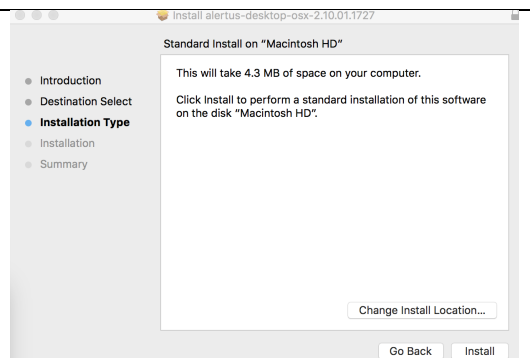 Install alertus-desktop-osx-2.10.01.1727
Standard Install on “Macintosh HD”
Introduction
Destination Select
Installation Type
Installation
Summary
This will take 4.3 MB of space on your computer.
Click Install to perform a standard installation of this software
on the disk “Macintosh HD”.
Change Install Location...
Go Back
Install